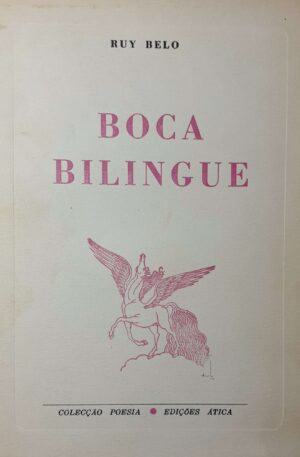 RUY BELO
BOCA
BILINGUE
COLECÇÃO POESIA • EDIÇÕES ÁTICA